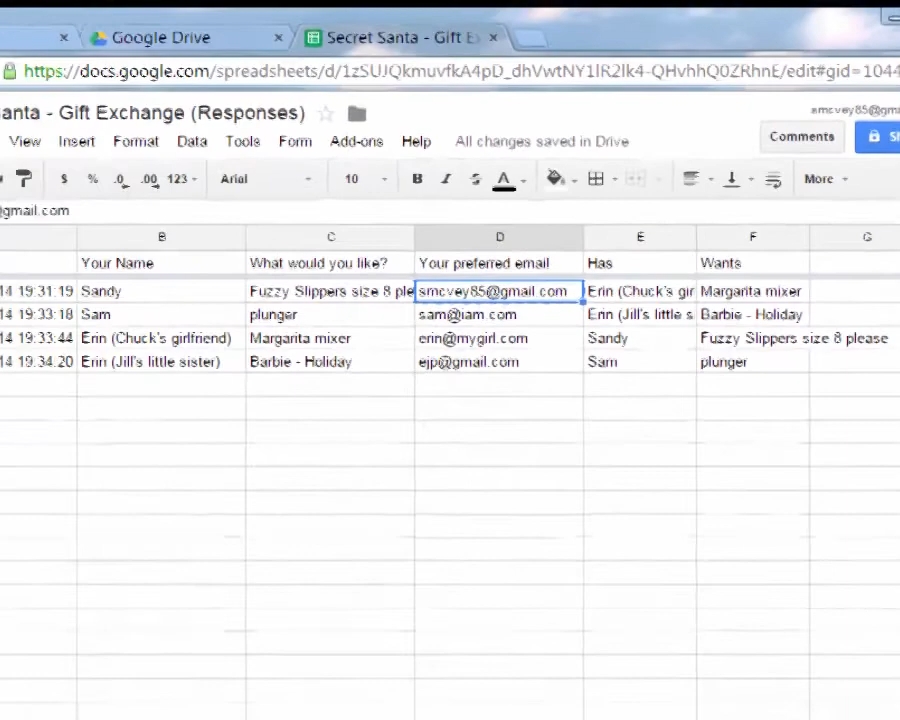 Google Drive
Secret Santa - Gift E
https://docs.google.com/spreadsheets/d/1zSUJQkmuvfkA4pD_dhVwtNY1lR2lk4-QHvhhQ0ZRhnE/edit#gid=1044
anta - Gift Exchange (Responses)
smcvey85@gma
View Insert Format Data Tools Form Add-ons Help All changes saved in Drive
Comments
$ % .0 .00 123 Arial 10 B I S A More
@gmail.com
B C D E F G
Your Name What would you like? Your preferred email Has Wants
14 19:31:19 Sandy Fuzzy Slippers size 8 ple smcvey85@gmail.com Erin (Chuck's gir Margarita mixer
14 19:33:18 Sam plunger sam@iam.com Erin (Jill's little s Barbie - Holiday
14 19:33:44 Erin (Chuck's girlfriend) Margarita mixer erin@mygirl.com Sandy Fuzzy Slippers size 8 please
14 19:34:20 Erin (Jill's little sister) Barbie - Holiday ejp@gmail.com Sam plunger